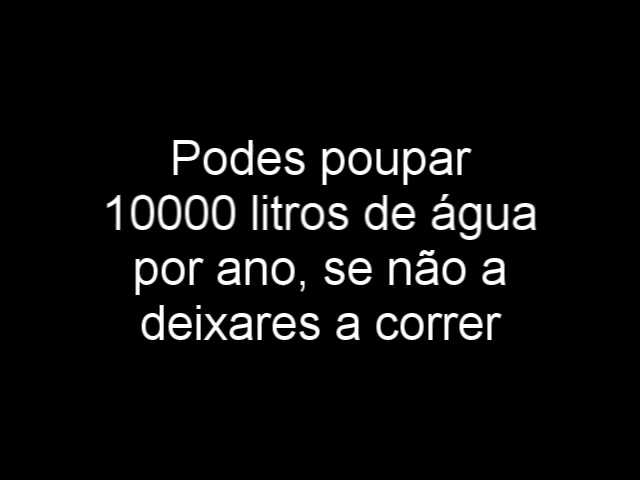 Podes poupar
10000 litros de água
por ano, se não a
deixares a correr